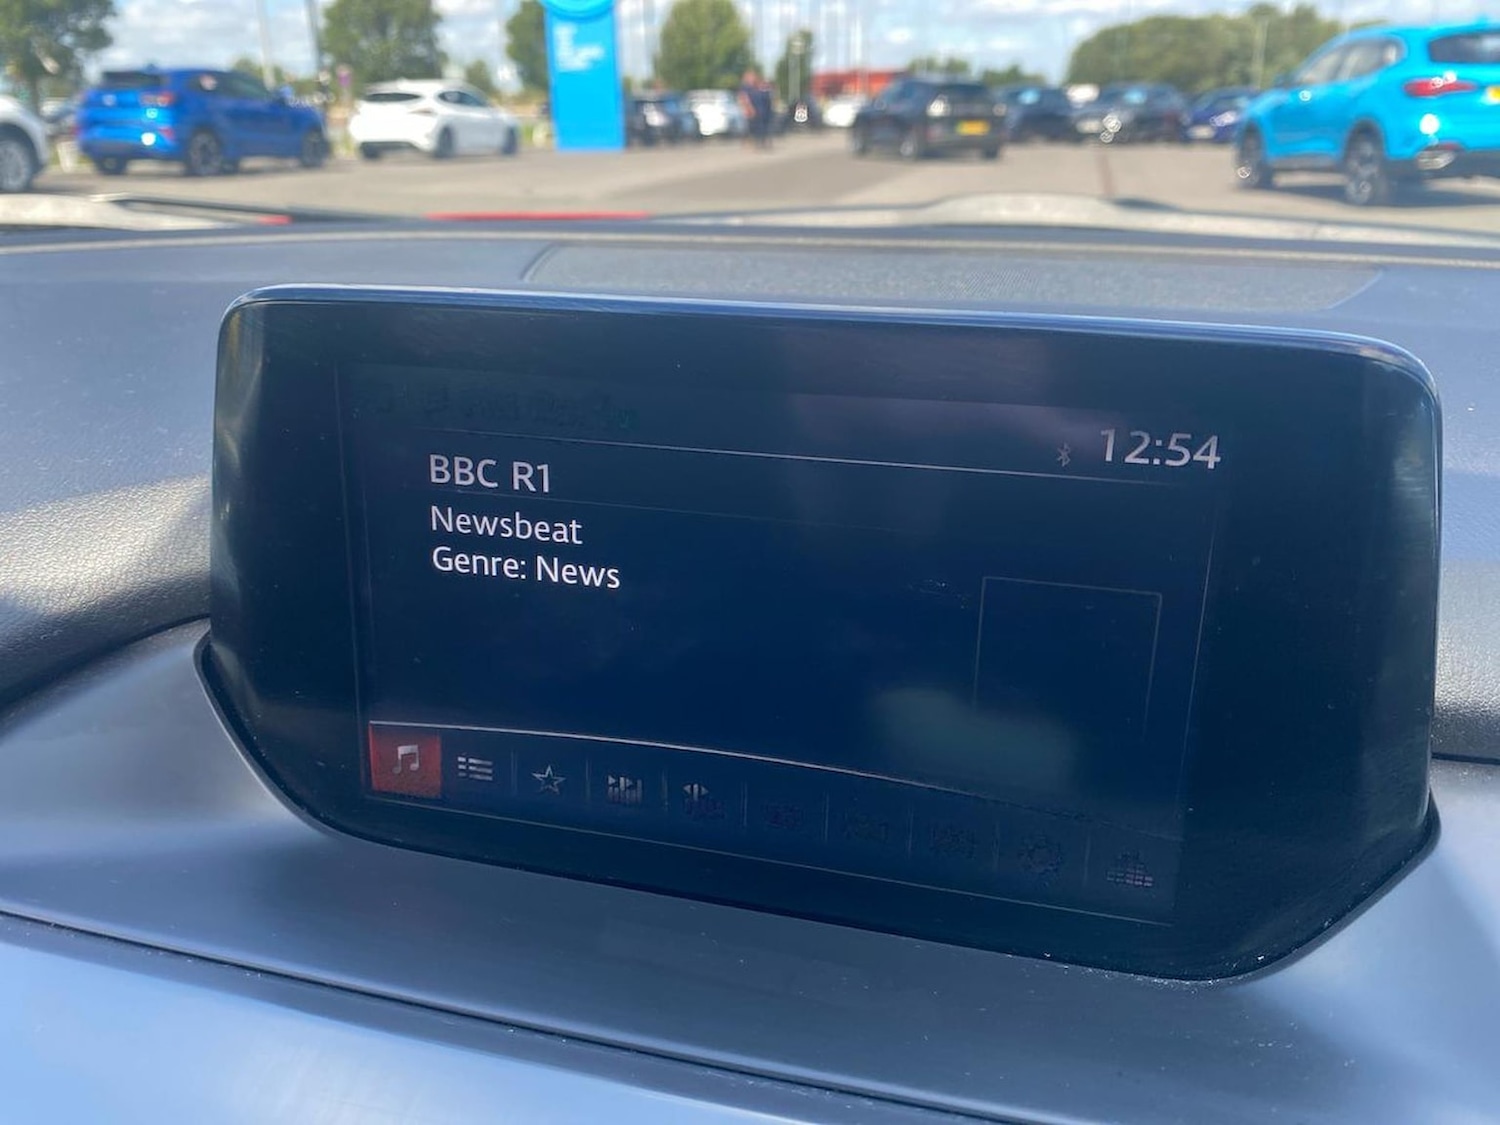 12:54
BBC R1
Newsbeat
Genre: News